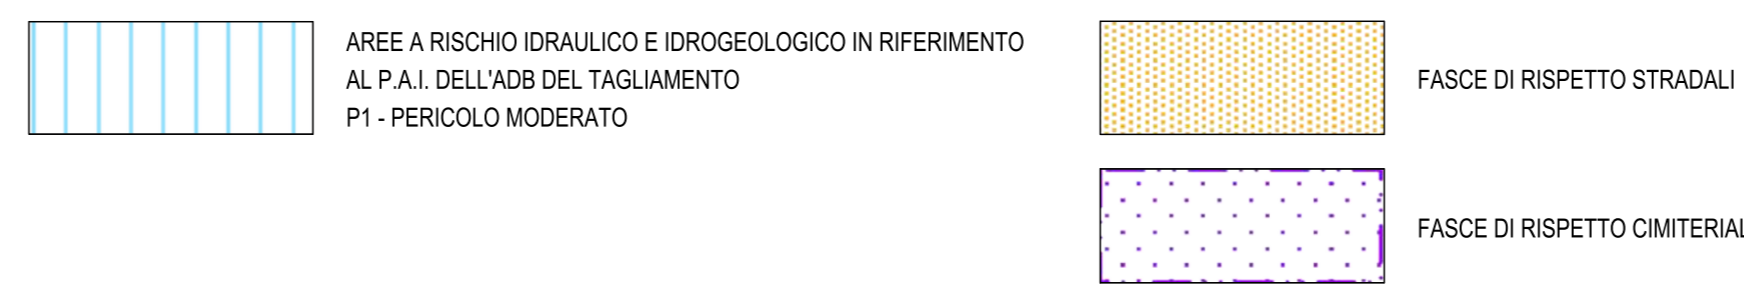 AREE A RISCHIO IDRAULICO E IDROGEOLOGICO IN RIFERIMENTO
AL P.A.I. DELL'ADB DEL TAGLIAMENTO
P1 - PERICOLO MODERATO
FASCE DI RISPETTO STRADALI
FASCE DI RISPETTO CIMITERIAL